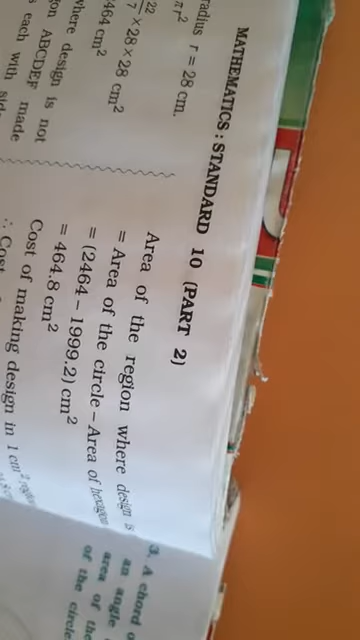 MATHEMATICS : STANDARD 10 (PART 2)
radius r = 28 cm.
πr²
22/7 × 28 × 28 cm²
464 cm²
where design is not
gon ABCDEF
each with
made
Area of the region where design is
= Area of the circle – Area of hexagon
= (2464 – 1999.2) cm²
= 464.8 cm²
Cost of making design in 1 cm²
∴ Cost
3. A chord
an angle
area of the
of the circle